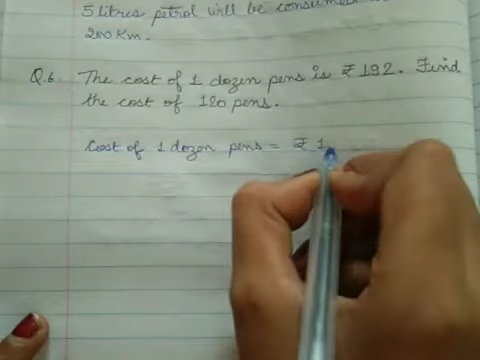 5 litres petrol will be consumed
200 Km.
Q.6. The cost of 1 dozen pens is ₹ 192. Find
the cost of 120 pens.
Cost of 1 dozen pens = ₹ 1